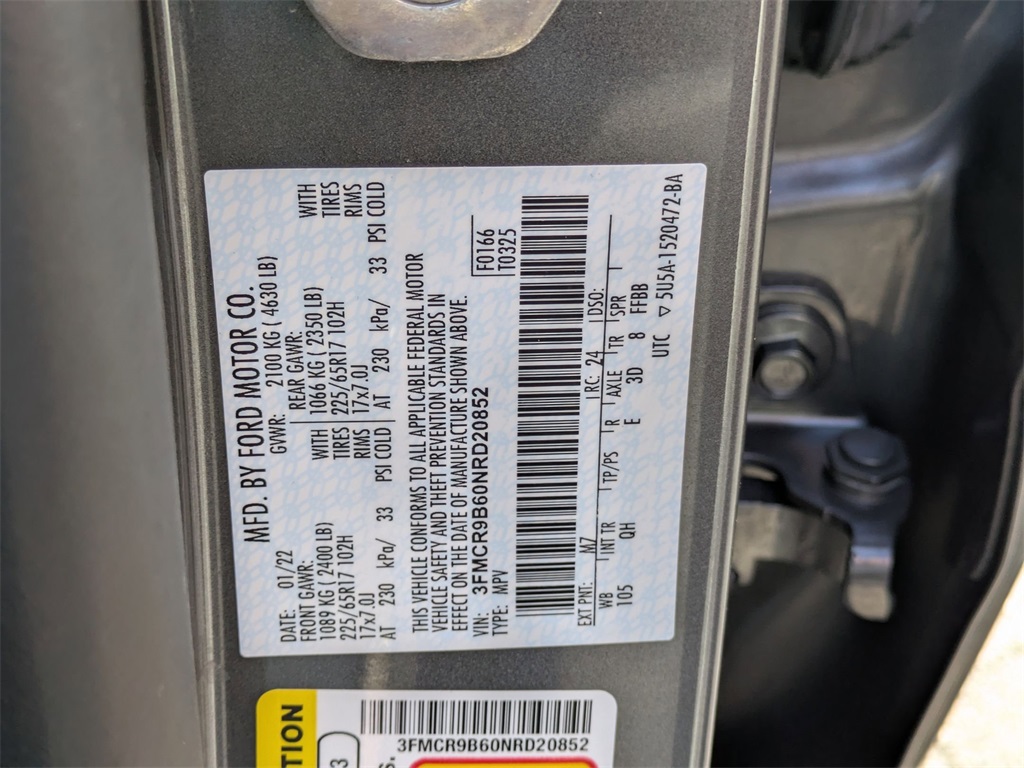 MFD. BY FORD MOTOR CO.
DATE: 01/22 GVWR: 2100 KG ( 4630 LB)
FRONT GAWR: REAR GAWR:
1089 KG ( 2400 LB) WITH 1066 KG ( 2350 LB) WITH
225/65R17 102H TIRES 225/65R17 102H TIRES
17x7.0J RIMS 17x7.0J RIMS
AT 230 kPa/ 33 PSI COLD AT 230 kPa/ 33 PSI COLD
THIS VEHICLE CONFORMS TO ALL APPLICABLE FEDERAL MOTOR
VEHICLE SAFETY AND THEFT PREVENTION STANDARDS IN
EFFECT ON THE DATE OF MANUFACTURE SHOWN ABOVE.
VIN: 3FMCR9B60NRD20852 F0166
TYPE: MPV T0325
EXT PNT: M7 RC: 24 DSO:
WB INT TR TP/PS R AXLE TR SPR
105 QH E 3D 8 FFBB
UTC ▽ 5U5A-1520472-BA
TION
3
S.
3FMCR9B60NRD20852